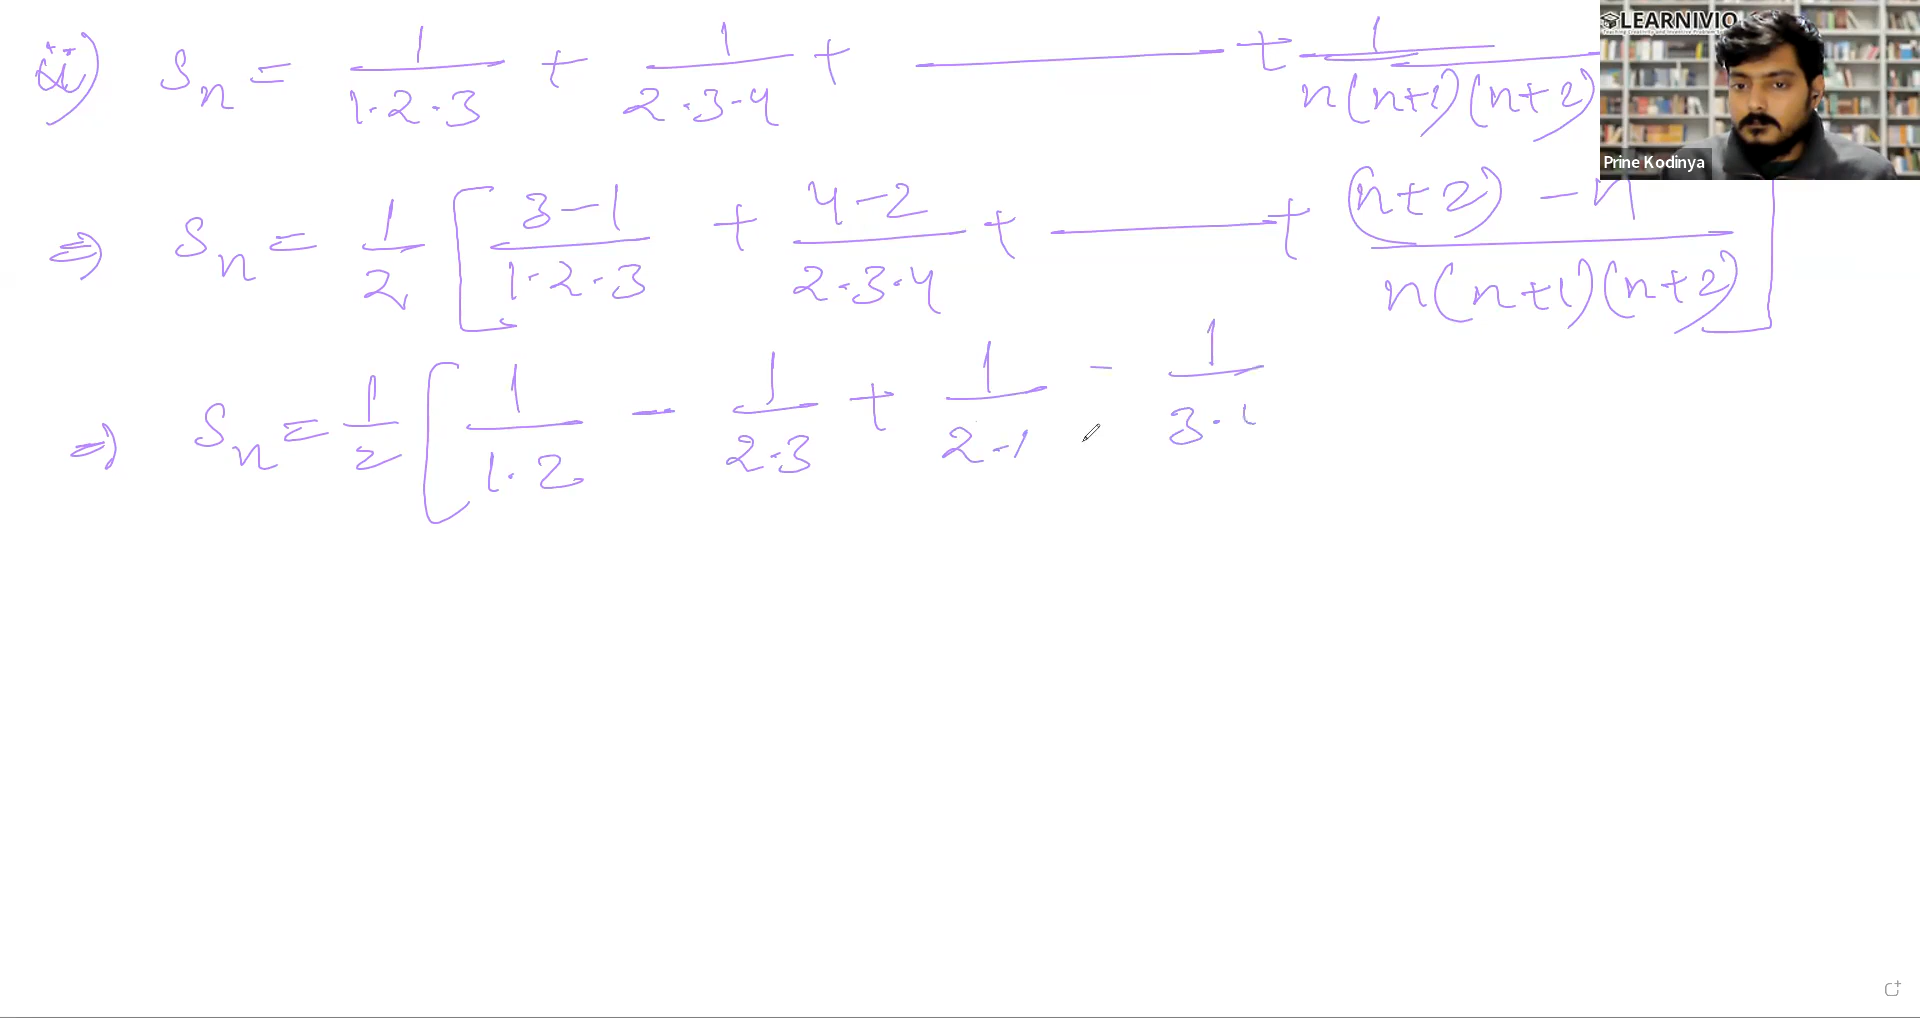 ii) Sn = 1/(1·2·3) + 1/(2·3·4) + ——— + 1/(n(n+1)(n+2))
LEARNIVIO
Prine Kodinya
⇒ Sn = 1/2 [ (3-1)/(1·2·3) + (4-2)/(2·3·4) + ——— + ((n+2) - n)/(n(n+1)(n+2)) ]
⇒ Sn = 1/2 [ 1/(1·2) - 1/(2·3) + 1/(2· - 1/(3·